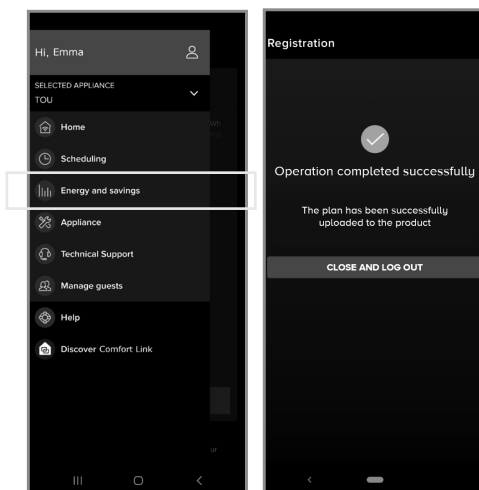 Hi, Emma
SELECTED APPLIANCE
TOU
Home
Scheduling
Energy and savings
Appliance
Technical Support
Manage guests
Help
Discover Comfort Link
Registration
Operation completed successfully
The plan has been successfully
uploaded to the product
CLOSE AND LOG OUT